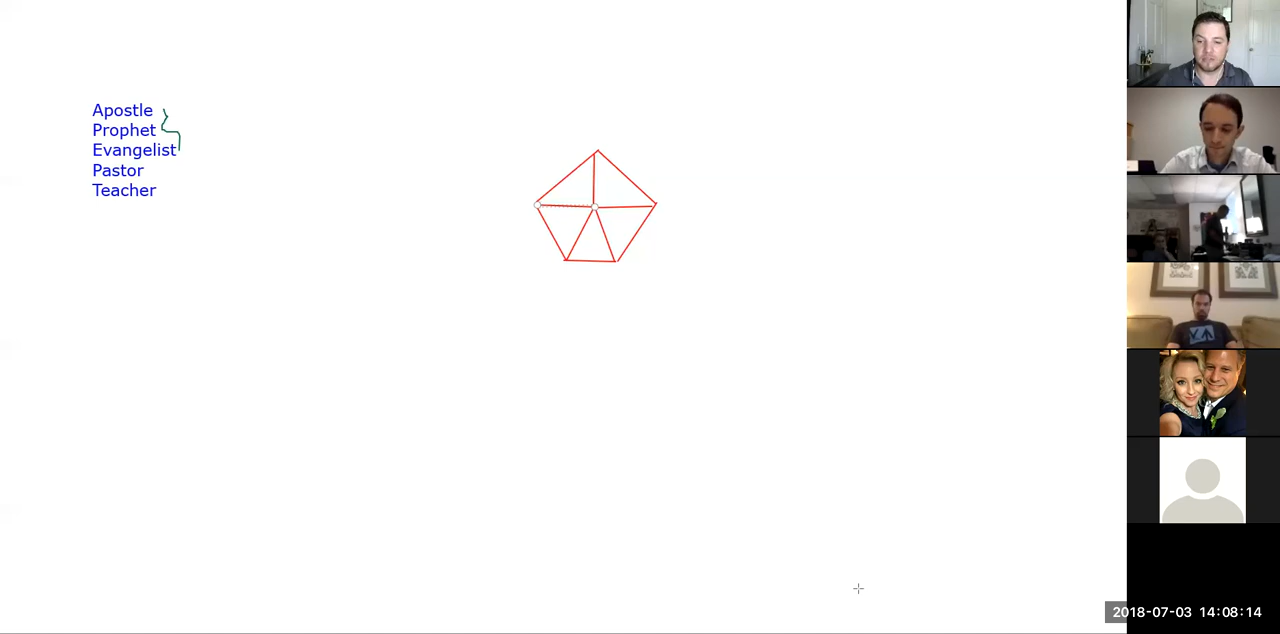 Apostle
Prophet
Evangelist
Pastor
Teacher
2018-07-03 14:08:14